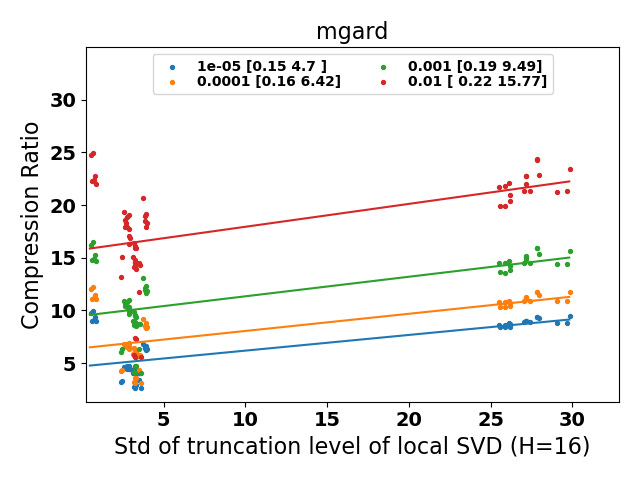 mgard
1e-05 [0.15 4.7 ]
0.0001 [0.16 6.42]
0.001 [0.19 9.49]
0.01 [ 0.22 15.77]
Compression Ratio
30
25
20
15
10
5
5
10
15
20
25
30
Std of truncation level of local SVD (H=16)